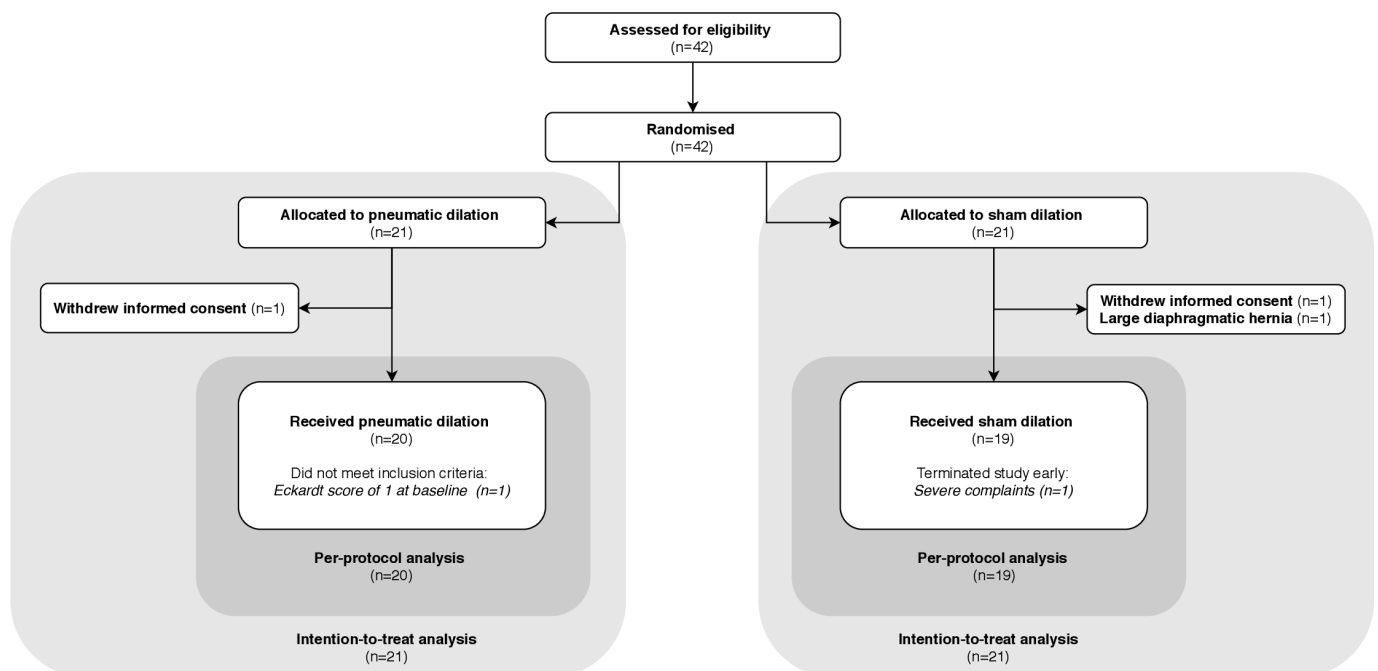 Assessed for eligibility
(n=42)
Randomised
(n=42)
Allocated to pneumatic dilation
(n=21)
Allocated to sham dilation
(n=21)
Withdrew informed consent (n=1)
Withdrew informed consent (n=1)
Large diaphragmatic hernia (n=1)
Received pneumatic dilation
(n=20)
Did not meet inclusion criteria:
Eckardt score of 1 at baseline (n=1)
Received sham dilation
(n=19)
Terminated study early:
Severe complaints (n=1)
Per-protocol analysis
(n=20)
Per-protocol analysis
(n=19)
Intention-to-treat analysis
(n=21)
Intention-to-treat analysis
(n=21)